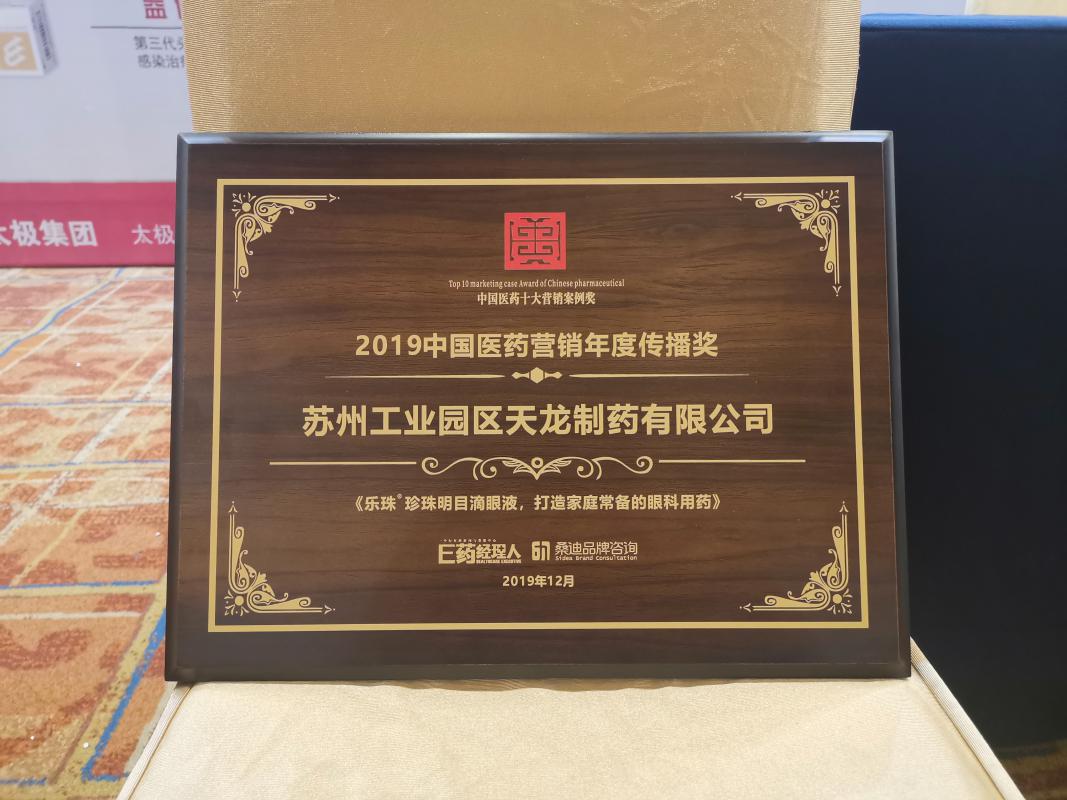 第三代头
感染治
太极集团 太极
Top 10 marketing case Award of Chinese pharmaceutical
中国医药十大营销案例奖
2019中国医药营销年度传播奖
苏州工业园区天龙制药有限公司
《乐珠®珍珠明目滴眼液，打造家庭常备的眼科用药》
E药经理人 桑迪品牌咨询
HEALTHCARE EXECUTIVE Sidea Brand Consultation
2019年12月